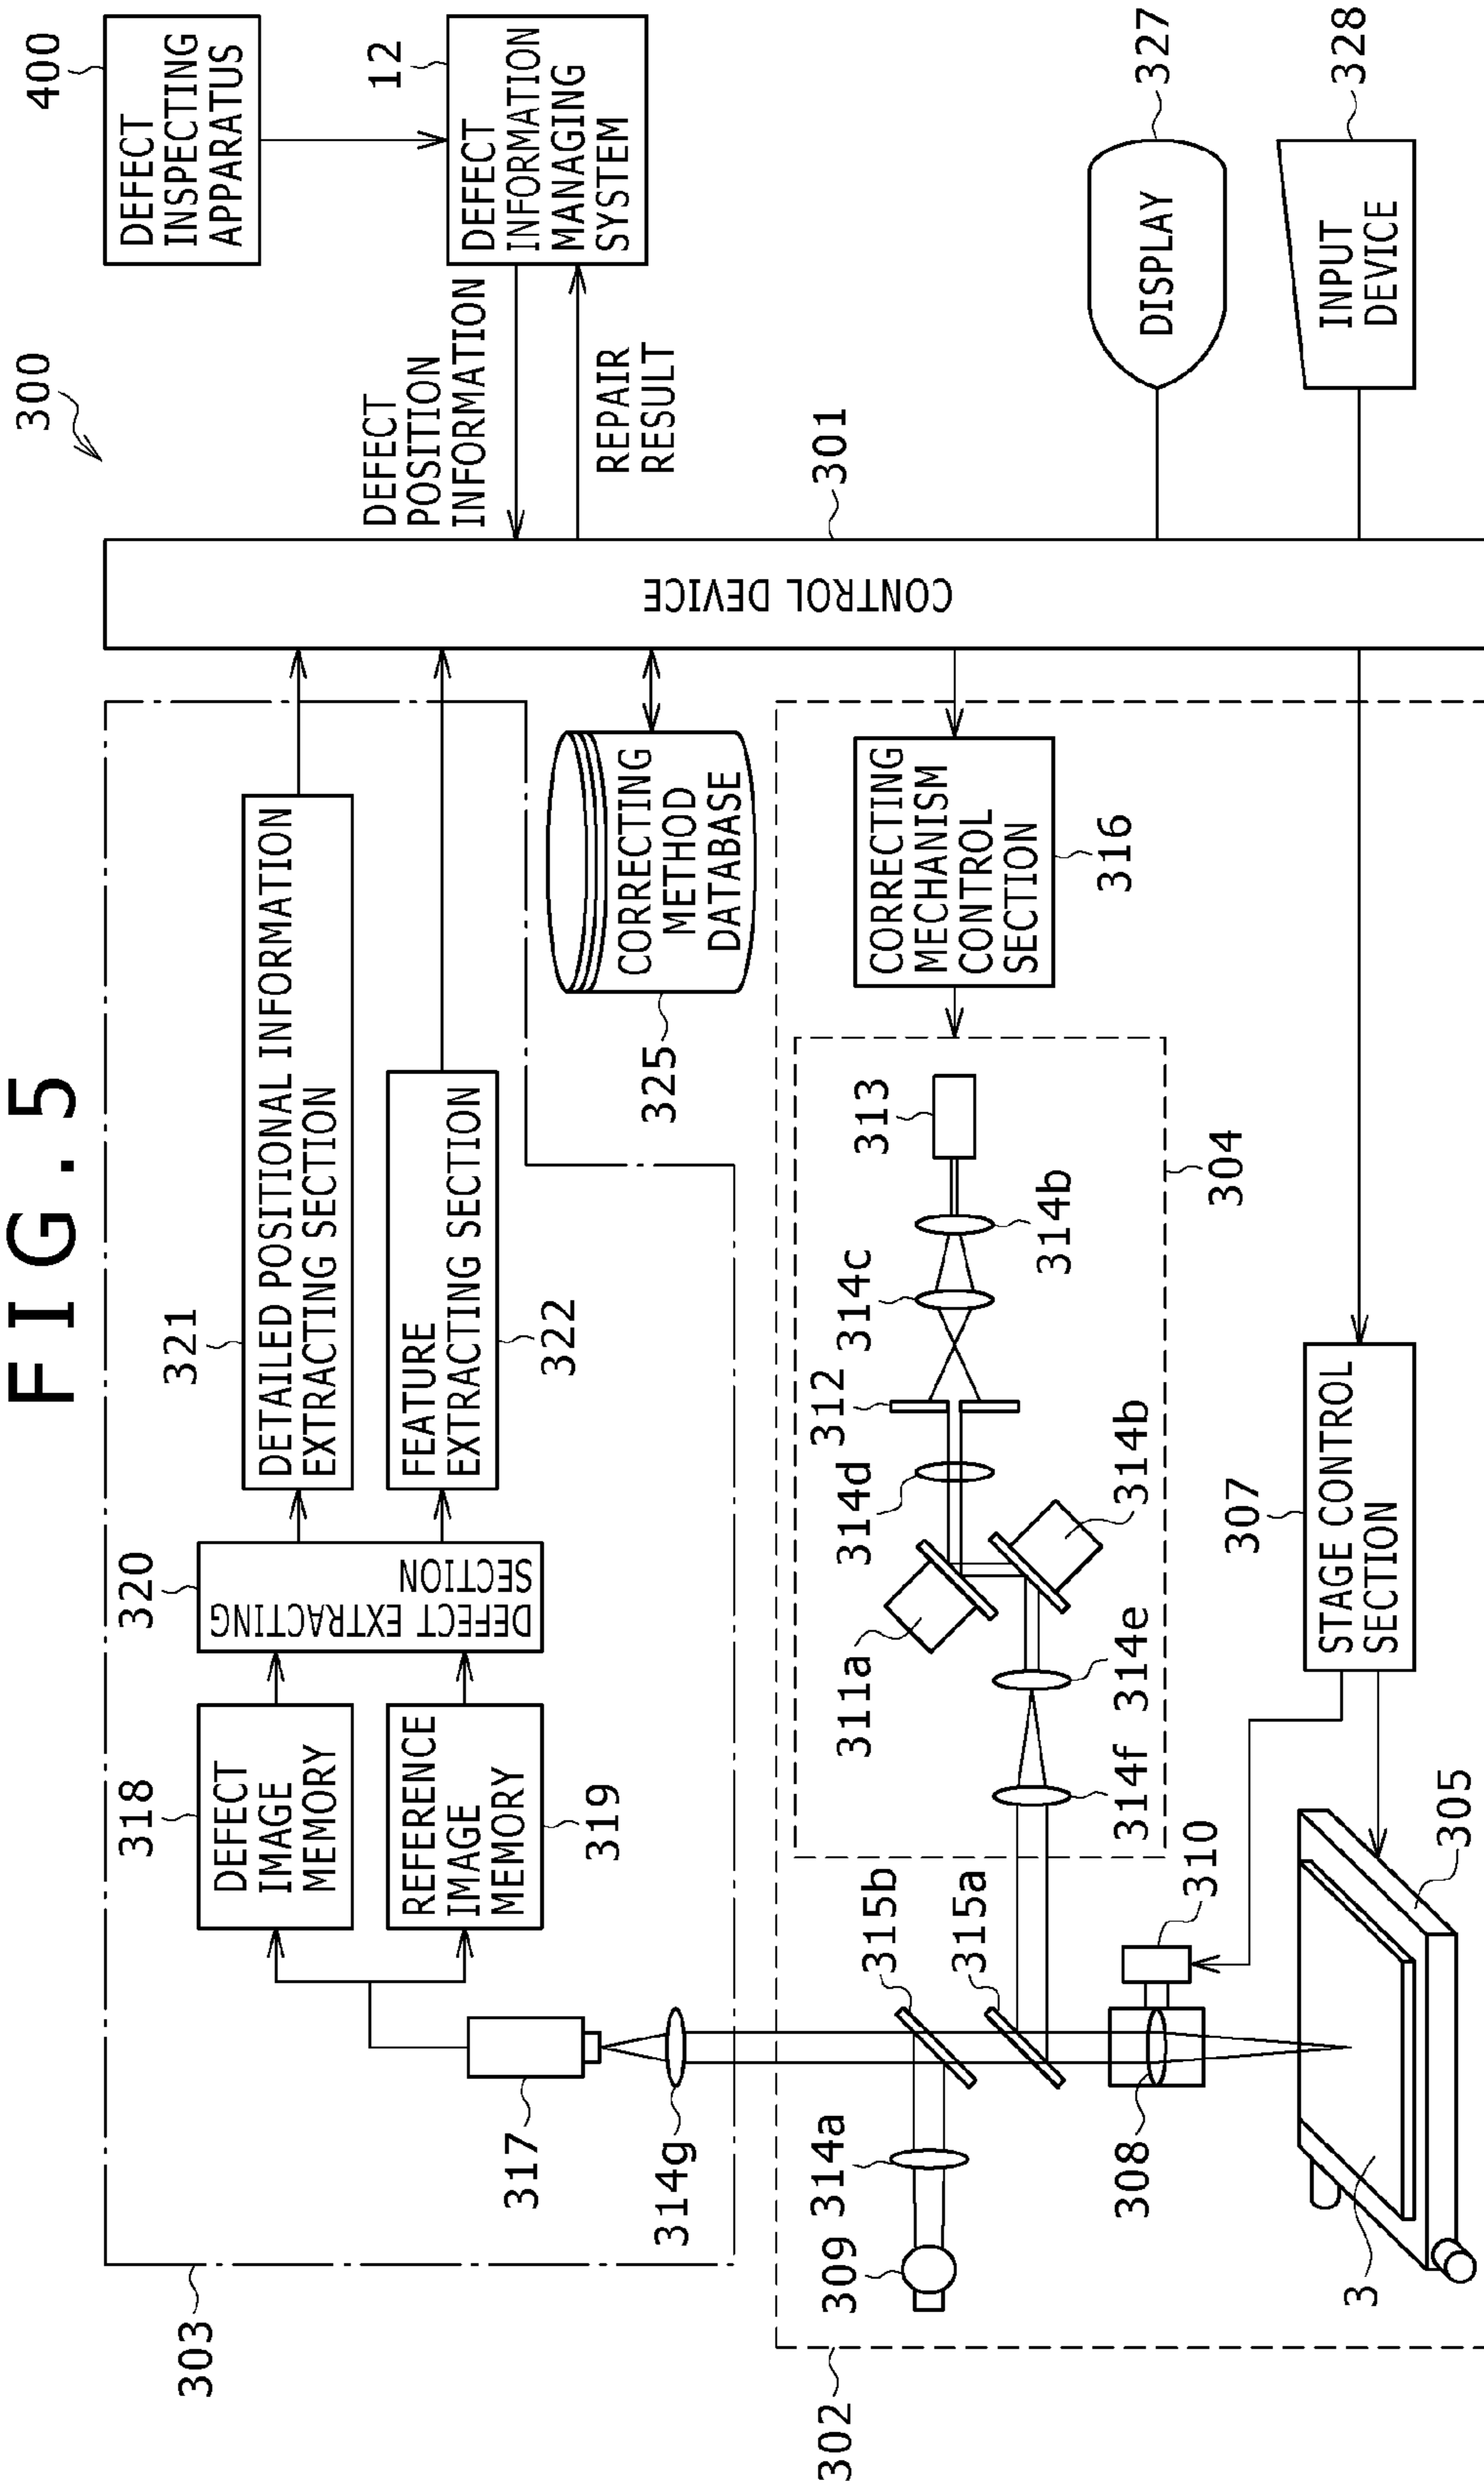 FIG. 5
300
400
DEFECT
INSPECTING
APPARATUS
12
DEFECT
INFORMATION
MANAGING
SYSTEM
DEFECT
POSITION
INFORMATION
REPAIR
RESULT
327
DISPLAY
328
INPUT
DEVICE
301
CONTROL DEVICE
303
321
DETAILED POSITIONAL INFORMATION
EXTRACTING SECTION
322
FEATURE
EXTRACTING SECTION
320
DEFECT EXTRACTING
SECTION
318
DEFECT
IMAGE
MEMORY
319
REFERENCE
IMAGE
MEMORY
317
314g
325
CORRECTING
METHOD
DATABASE
302
316
CORRECTING
MECHANISM
CONTROL
SECTION
304
313
314b
314c
312
314d
311a
314b
314e
314f
315b
315a
314a
309
308
310
307
STAGE CONTROL
SECTION
305
3